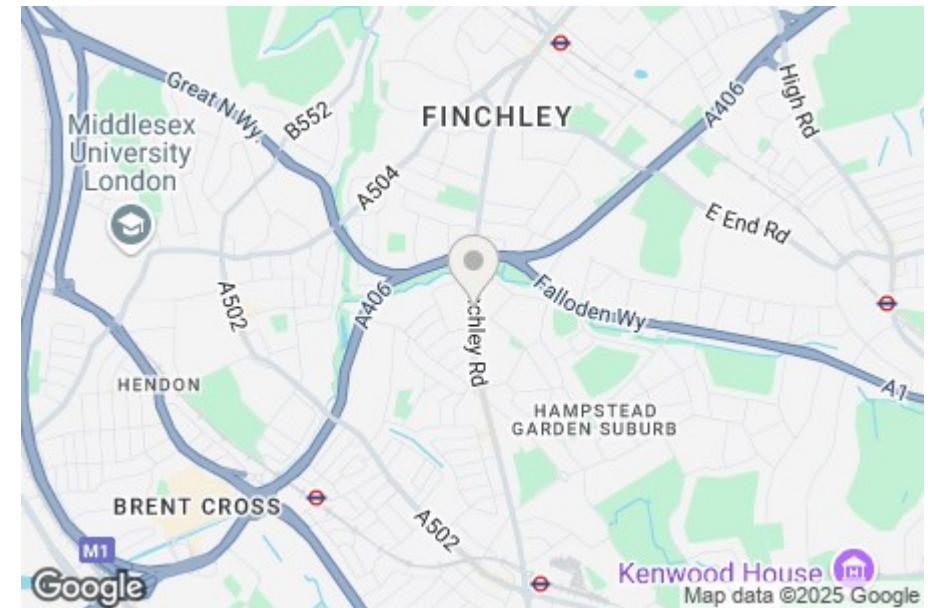 FINCHLEY
Great N Wy.
B552
A406
High Rd
Middlesex
University
London
A504
E End Rd
A502
A406
chley Rd
Falloden Wy
HENDON
A1
HAMPSTEAD
GARDEN SUBURB
BRENT CROSS
A502
M1
Kenwood House
Google
Map data ©2025 Google